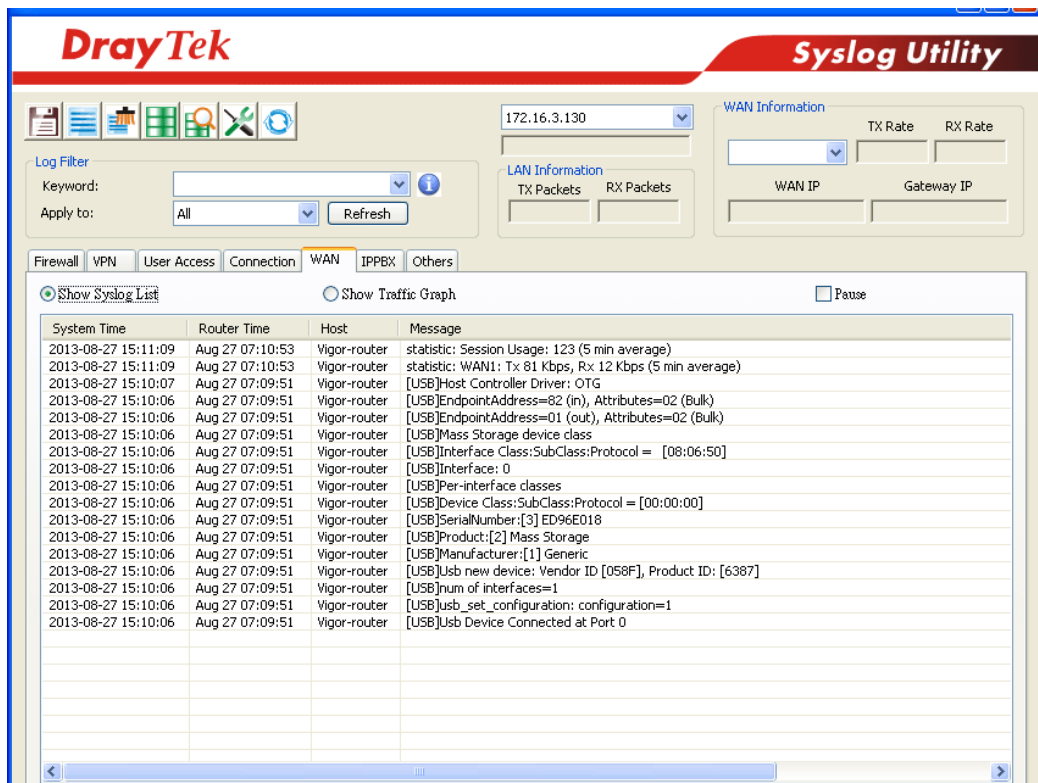 DrayTek
Syslog Utility
172.16.3.130
WAN Information
TX Rate RX Rate
Log Filter
Keyword:
LAN Information
TX Packets RX Packets
WAN IP Gateway IP
Apply to: All Refresh
Firewall VPN User Access Connection WAN IPPBX Others
Show Syslog List Show Traffic Graph Pause
System Time Router Time Host Message
2013-08-27 15:11:09 Aug 27 07:10:53 Vigor-router statistic: Session Usage: 123 (5 min average)
2013-08-27 15:11:09 Aug 27 07:10:53 Vigor-router statistic: WAN1: Tx 81 Kbps, Rx 12 Kbps (5 min average)
2013-08-27 15:10:07 Aug 27 07:09:51 Vigor-router [USB]Host Controller Driver: OTG
2013-08-27 15:10:06 Aug 27 07:09:51 Vigor-router [USB]EndpointAddress=82 (in), Attributes=02 (Bulk)
2013-08-27 15:10:06 Aug 27 07:09:51 Vigor-router [USB]EndpointAddress=01 (out), Attributes=02 (Bulk)
2013-08-27 15:10:06 Aug 27 07:09:51 Vigor-router [USB]Mass Storage device class
2013-08-27 15:10:06 Aug 27 07:09:51 Vigor-router [USB]Interface Class:SubClass:Protocol = [08:06:50]
2013-08-27 15:10:06 Aug 27 07:09:51 Vigor-router [USB]Interface: 0
2013-08-27 15:10:06 Aug 27 07:09:51 Vigor-router [USB]Per-interface classes
2013-08-27 15:10:06 Aug 27 07:09:51 Vigor-router [USB]Device Class:SubClass:Protocol = [00:00:00]
2013-08-27 15:10:06 Aug 27 07:09:51 Vigor-router [USB]SerialNumber:[3] ED96E018
2013-08-27 15:10:06 Aug 27 07:09:51 Vigor-router [USB]Product:[2] Mass Storage
2013-08-27 15:10:06 Aug 27 07:09:51 Vigor-router [USB]Manufacturer:[1] Generic
2013-08-27 15:10:06 Aug 27 07:09:51 Vigor-router [USB]Usb new device: Vendor ID [058F], Product ID: [6387]
2013-08-27 15:10:06 Aug 27 07:09:51 Vigor-router [USB]num of interfaces=1
2013-08-27 15:10:06 Aug 27 07:09:51 Vigor-router [USB]usb_set_configuration: configuration=1
2013-08-27 15:10:06 Aug 27 07:09:51 Vigor-router [USB]Usb Device Connected at Port 0